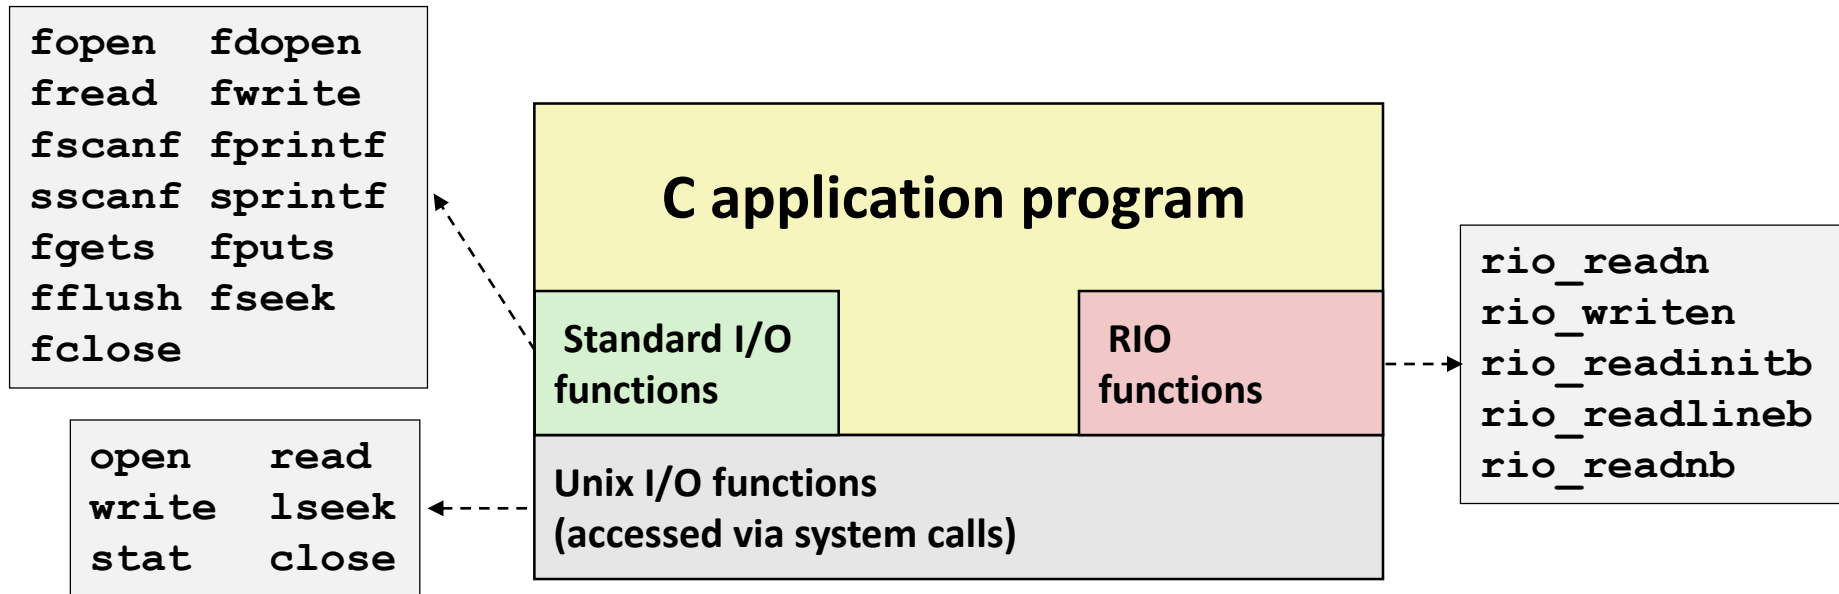 fopen fdopen
fread fwrite
fscanf fprintf
sscanf sprintf
fgets fputs
fflush fseek
fclose
C application program
Standard I/O
functions
RIO
functions
rio_readn
rio_writen
rio_readinitb
rio_readlineb
rio_readnb
open read
write lseek
stat close
Unix I/O functions
(accessed via system calls)